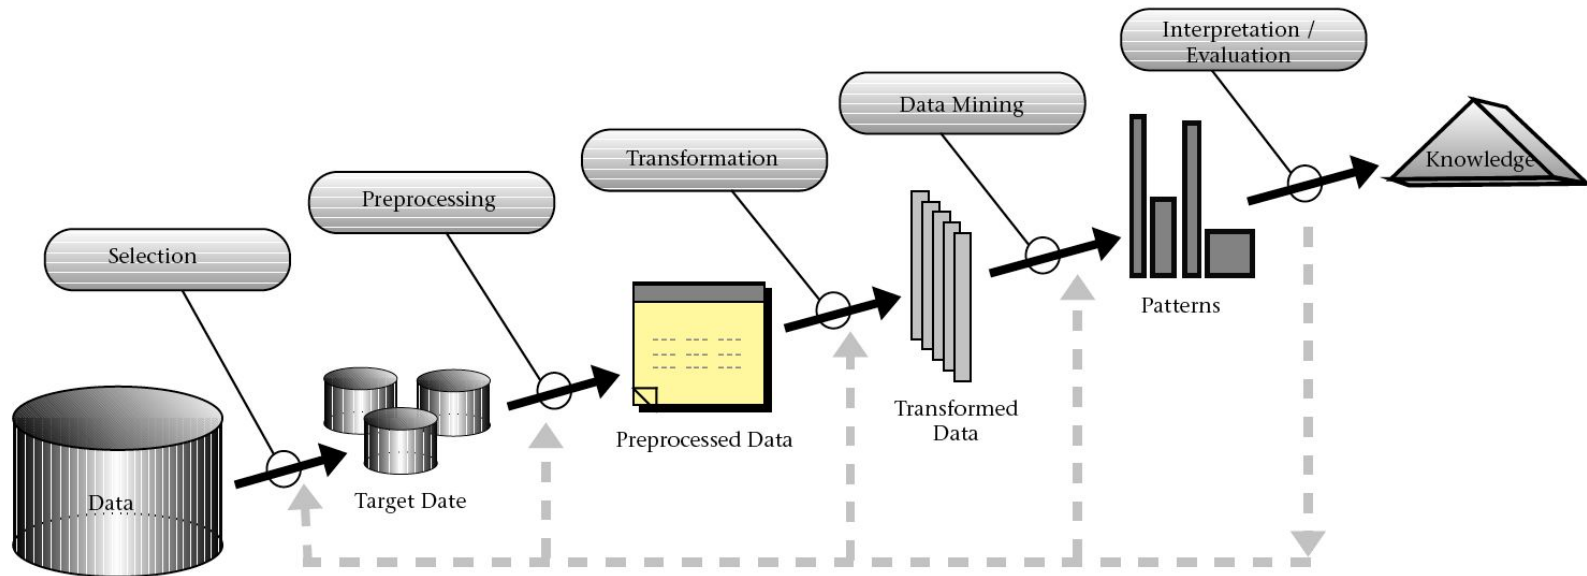 Interpretation /
Evaluation
Data Mining
Transformation
Preprocessing
Selection
Knowledge
Patterns
Transformed
Data
Preprocessed Data
Target Date
Data